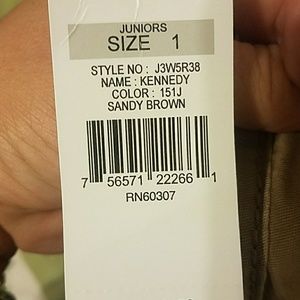 JUNIORS
SIZE 1
STYLE NO : J3W5R38
NAME : KENNEDY
COLOR : 151J
SANDY BROWN
7 56571 22266 1
RN60307